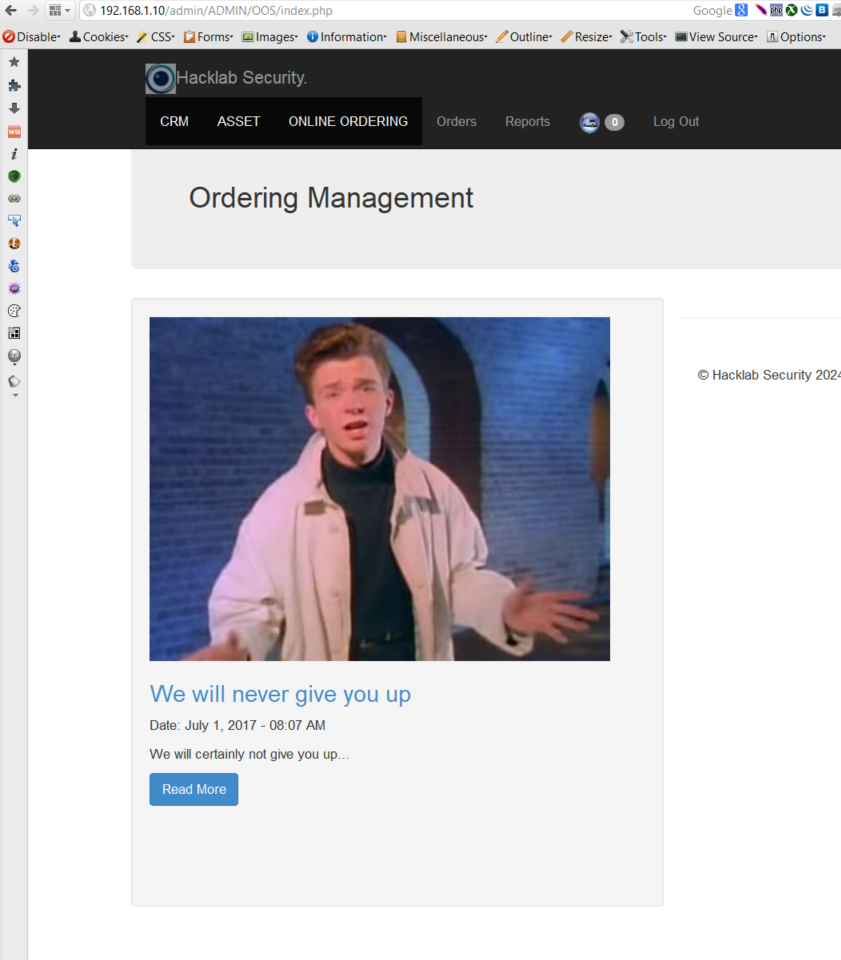 192.168.1.10/admin/ADMIN/OOS/index.php
Google
Disable Cookies CSS Forms Images Information Miscellaneous Outline Resize Tools View Source Options
Hacklab Security.
CRM ASSET ONLINE ORDERING Orders Reports 0 Log Out
Ordering Management
© Hacklab Security 2024
We will never give you up
Date: July 1, 2017 - 08:07 AM
We will certainly not give you up...
Read More